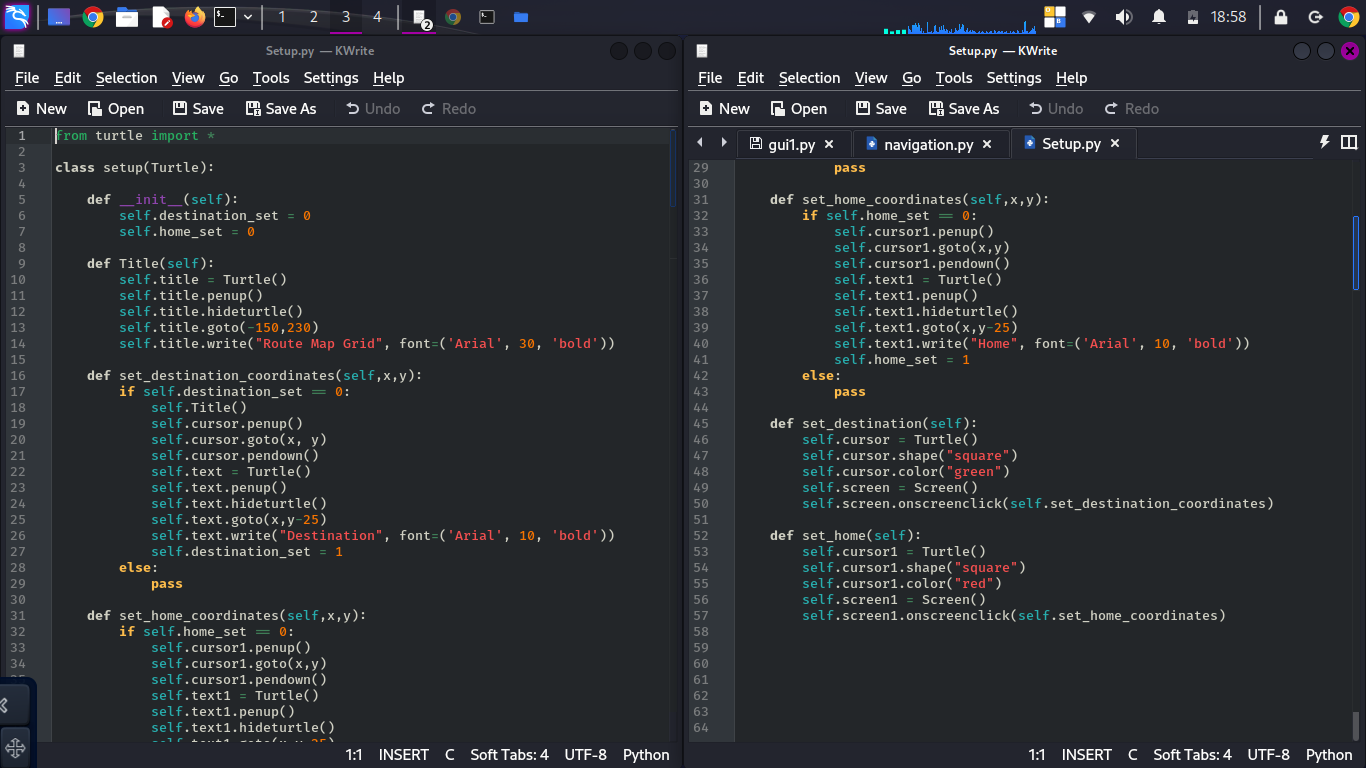 1 2 3 4 2 18:58
Setup.py — KWrite
File Edit Selection View Go Tools Settings Help
New Open Save Save As Undo Redo
1 from turtle import *
2
3 class setup(Turtle):
4
5     def __init__(self):
6         self.destination_set = 0
7         self.home_set = 0
8
9     def Title(self):
10         self.title = Turtle()
11         self.title.penup()
12         self.title.hideturtle()
13         self.title.goto(-150,230)
14         self.title.write("Route Map Grid", font=('Arial', 30, 'bold'))
15
16     def set_destination_coordinates(self,x,y):
17         if self.destination_set == 0:
18             self.Title()
19             self.cursor.penup()
20             self.cursor.goto(x, y)
21             self.cursor.pendown()
22             self.text = Turtle()
23             self.text.penup()
24             self.text.hideturtle()
25             self.text.goto(x,y-25)
26             self.text.write("Destination", font=('Arial', 10, 'bold'))
27             self.destination_set = 1
28         else:
29             pass
30
31     def set_home_coordinates(self,x,y):
32         if self.home_set == 0:
33             self.cursor1.penup()
34             self.cursor1.goto(x,y)
self.cursor1.pendown()
self.text1 = Turtle()
self.text1.penup()
self.text1.hideturtle()
self.text1.goto(x,y-25)
1:1 INSERT C Soft Tabs: 4 UTF-8 Python
Setup.py — KWrite
File Edit Selection View Go Tools Settings Help
New Open Save Save As Undo Redo
gui1.py navigation.py Setup.py
29             pass
30
31     def set_home_coordinates(self,x,y):
32         if self.home_set == 0:
33             self.cursor1.penup()
34             self.cursor1.goto(x,y)
35             self.cursor1.pendown()
36             self.text1 = Turtle()
37             self.text1.penup()
38             self.text1.hideturtle()
39             self.text1.goto(x,y-25)
40             self.text1.write("Home", font=('Arial', 10, 'bold'))
41             self.home_set = 1
42         else:
43             pass
44
45     def set_destination(self):
46         self.cursor = Turtle()
47         self.cursor.shape("square")
48         self.cursor.color("green")
49         self.screen = Screen()
50         self.screen.onscreenclick(self.set_destination_coordinates)
51
52     def set_home(self):
53         self.cursor1 = Turtle()
54         self.cursor1.shape("square")
55         self.cursor1.color("red")
56         self.screen1 = Screen()
57         self.screen1.onscreenclick(self.set_home_coordinates)
58
59
60
61
62
63
64
1:1 INSERT C Soft Tabs: 4 UTF-8 Python